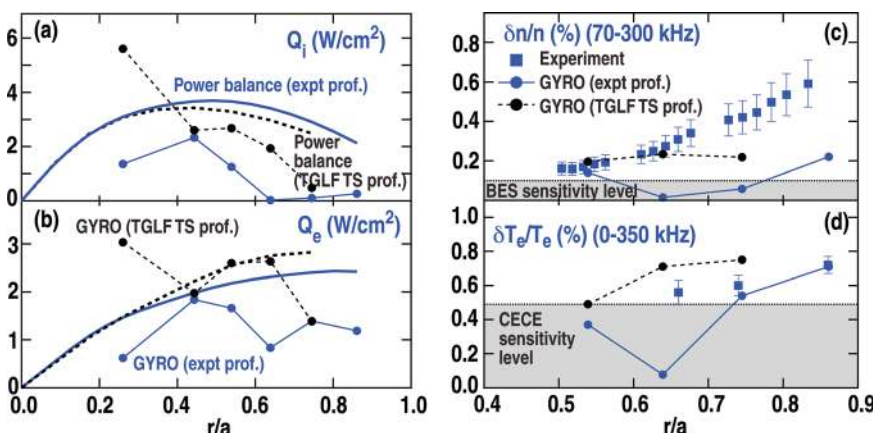 (a)
Q_i (W/cm²)
Power balance (expt prof.)
Power
balance
(TGLF TS prof.)
6
4
2
0
(b)
Q_e (W/cm²)
GYRO (TGLF TS prof.)
GYRO (expt prof.)
3
2
1
0
0.0 0.2 0.4 0.6 0.8 1.0
r/a
δn/n (%) (70-300 kHz)
(c)
Experiment
GYRO (expt prof.)
GYRO (TGLF TS prof.)
BES sensitivity level
0.8
0.6
0.4
0.2
0.0
δT_e/T_e (%) (0-350 kHz)
(d)
CECE
sensitivity
level
1.0
0.8
0.6
0.4
0.2
0.0
0.4 0.5 0.6 0.7 0.8 0.9
r/a